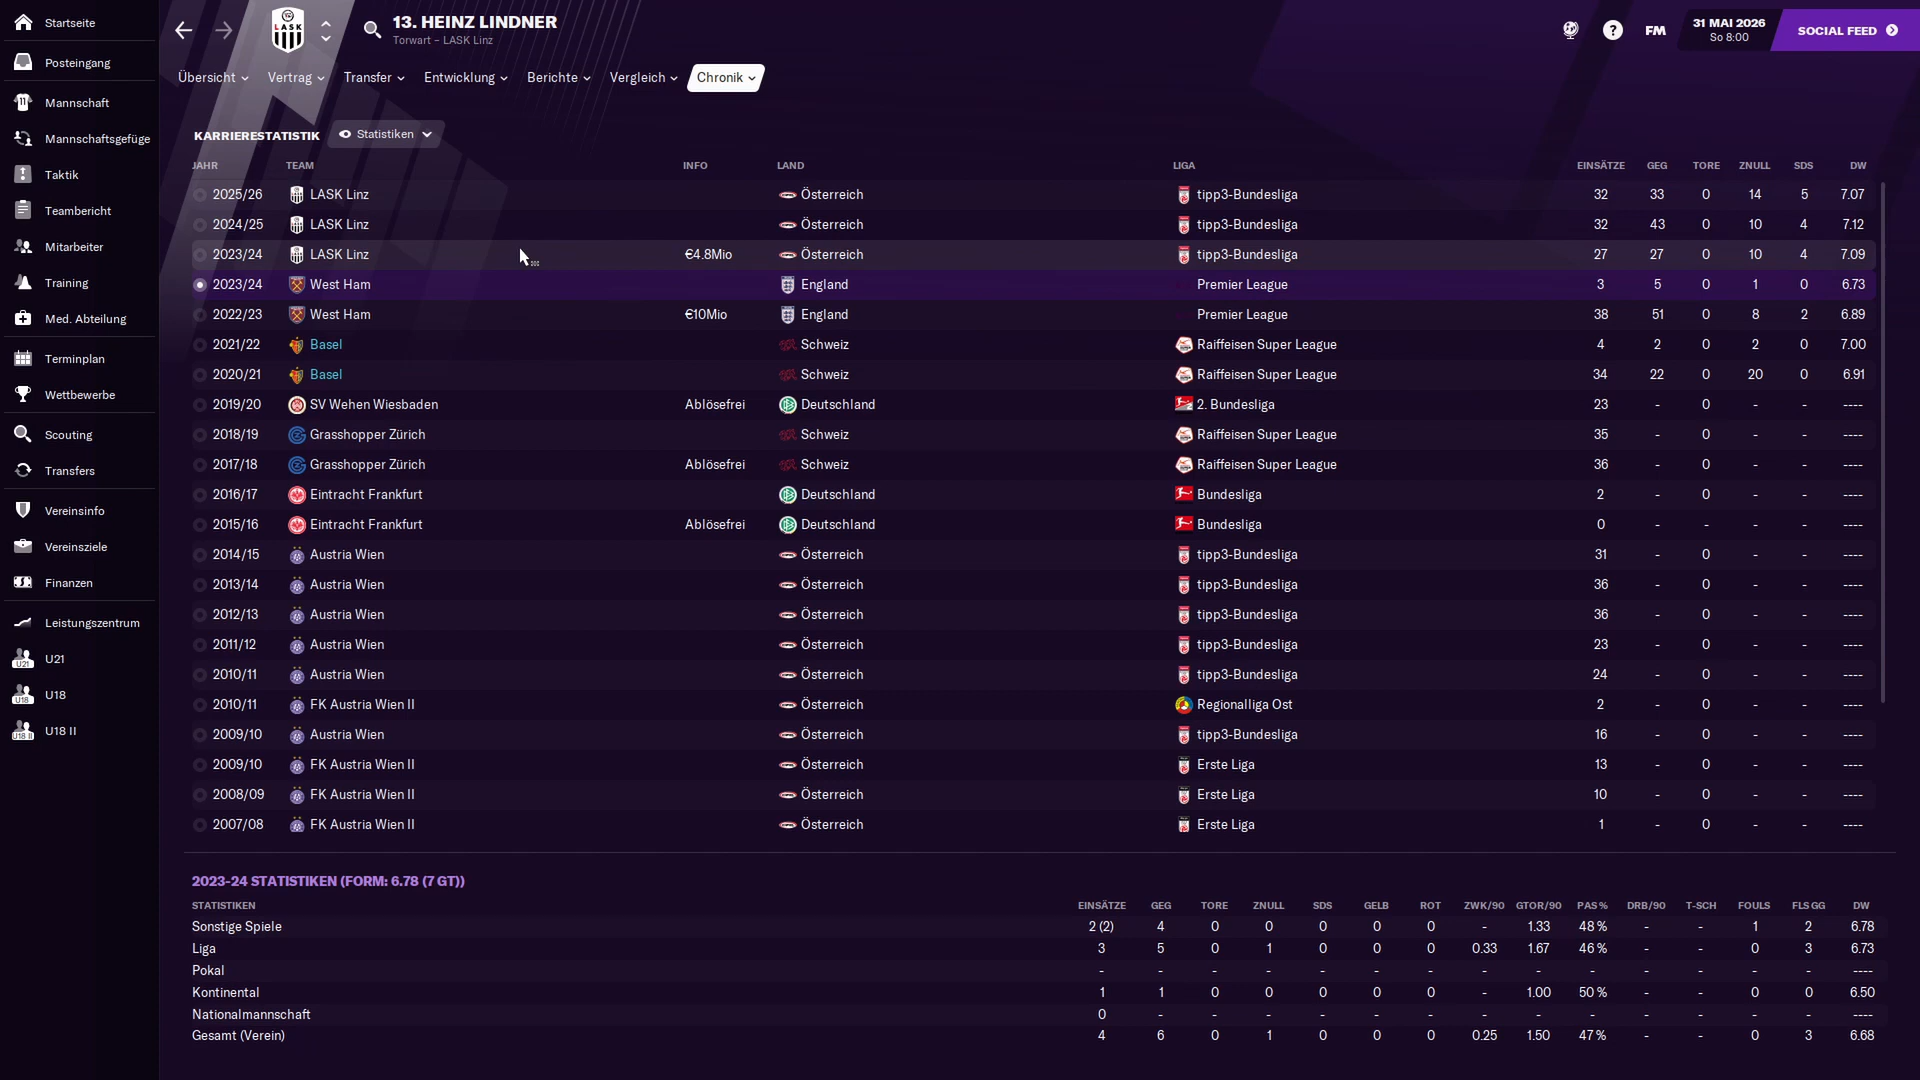 Startseite
Posteingang
Mannschaft
Mannschaftsgefüge
Taktik
Teambericht
Mitarbeiter
Training
Med. Abteilung
Terminplan
Wettbewerbe
Scouting
Transfers
Vereinsinfo
Vereinsziele
Finanzen
Leistungszentrum
U21 U21
U18 U18
U18 II U18 II
LASK
13. HEINZ LINDNER
Torwart – LASK Linz
? FM 31 MAI 2026
So 8:00
SOCIAL FEED
Übersicht Vertrag Transfer Entwicklung Berichte Vergleich Chronik
KARRIERESTATISTIK Statistiken
JAHR TEAM INFO LAND LIGA EINSÄTZE GEG TORE ZNULL SDS DW
2025/26 LASK Linz Österreich tipp3-Bundesliga 32 33 0 14 5 7.07
2024/25 LASK Linz Österreich tipp3-Bundesliga 32 43 0 10 4 7.12
2023/24 LASK Linz €4.8Mio Österreich tipp3-Bundesliga 27 27 0 10 4 7.09
2023/24 West Ham England Premier League 3 5 0 1 0 6.73
2022/23 West Ham €10Mio England Premier League 38 51 0 8 2 6.89
2021/22 Basel Schweiz Raiffeisen Super League 4 2 0 2 0 7.00
2020/21 Basel Schweiz Raiffeisen Super League 34 22 0 20 0 6.91
2019/20 SV Wehen Wiesbaden Ablösefrei Deutschland 2. Bundesliga 23 - 0 - - ----
2018/19 Grasshopper Zürich Schweiz Raiffeisen Super League 35 - 0 - - ----
2017/18 Grasshopper Zürich Ablösefrei Schweiz Raiffeisen Super League 36 - 0 - - ----
2016/17 Eintracht Frankfurt Deutschland Bundesliga 2 - 0 - - ----
2015/16 Eintracht Frankfurt Ablösefrei Deutschland Bundesliga 0 - - - - ----
2014/15 Austria Wien Österreich tipp3-Bundesliga 31 - 0 - - ----
2013/14 Austria Wien Österreich tipp3-Bundesliga 36 - 0 - - ----
2012/13 Austria Wien Österreich tipp3-Bundesliga 36 - 0 - - ----
2011/12 Austria Wien Österreich tipp3-Bundesliga 23 - 0 - - ----
2010/11 Austria Wien Österreich tipp3-Bundesliga 24 - 0 - - ----
2010/11 FK Austria Wien II Österreich Regionalliga Ost 2 - 0 - - ----
2009/10 Austria Wien Österreich tipp3-Bundesliga 16 - 0 - - ----
2009/10 FK Austria Wien II Österreich Erste Liga 13 - 0 - - ----
2008/09 FK Austria Wien II Österreich Erste Liga 10 - 0 - - ----
2007/08 FK Austria Wien II Österreich Erste Liga 1 - 0 - - ----
2023-24 STATISTIKEN (FORM: 6.78 (7 GT))
STATISTIKEN EINSÄTZE GEG TORE ZNULL SDS GELB ROT ZWK/90 GTOR/90 PAS % DRB/90 T-SCH FOULS FLS GG DW
Sonstige Spiele 2 (2) 4 0 0 0 0 0 - 1.33 48 % - - 1 2 6.78
Liga 3 5 0 1 0 0 0 0.33 1.67 46 % - - 0 3 6.73
Pokal - - - - - - - - - - - - - - ----
Kontinental 1 1 0 0 0 0 0 - 1.00 50 % - - 0 0 6.50
Nationalmannschaft 0 - - - - - - - - - - - - - ----
Gesamt (Verein) 4 6 0 1 0 0 0 0.25 1.50 47 % - - 0 3 6.68